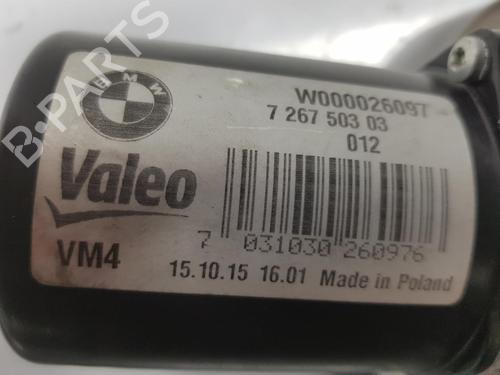 BMW
W000026097
7 267 503 03
012
Valeo
7 031030 260976
VM4
15.10.15 16.01 Made in Poland
B-PARTS